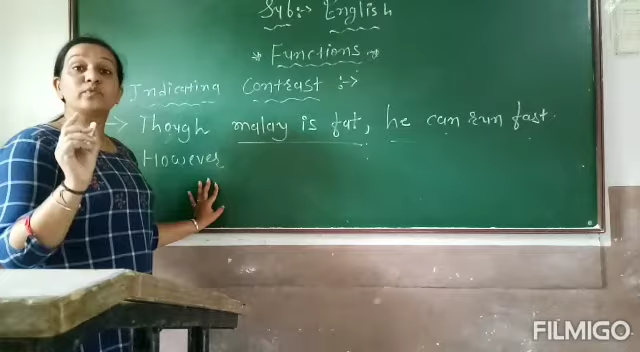 Sub:→ English
* Functions *
Indicating Contrast :→
→ Though malay is fat, he can run fast.
However,
FILMIGO